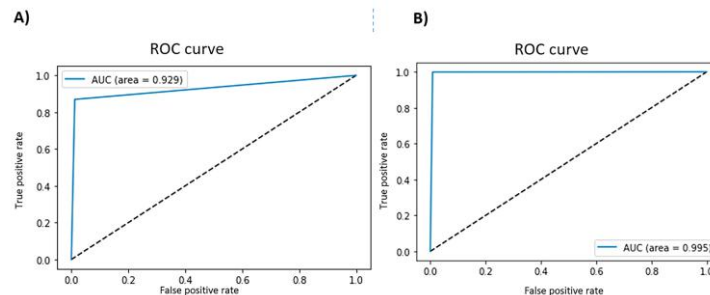 A)
ROC curve
AUC (area = 0.929)
1.0
0.8
0.6
0.4
0.2
0.0
True positive rate
0.0 0.2 0.4 0.6 0.8 1.0
False positive rate
B)
ROC curve
1.0
0.8
0.6
0.4
0.2
0.0
True positive rate
AUC (area = 0.995)
0.0 0.2 0.4 0.6 0.8 1.0
False positive rate